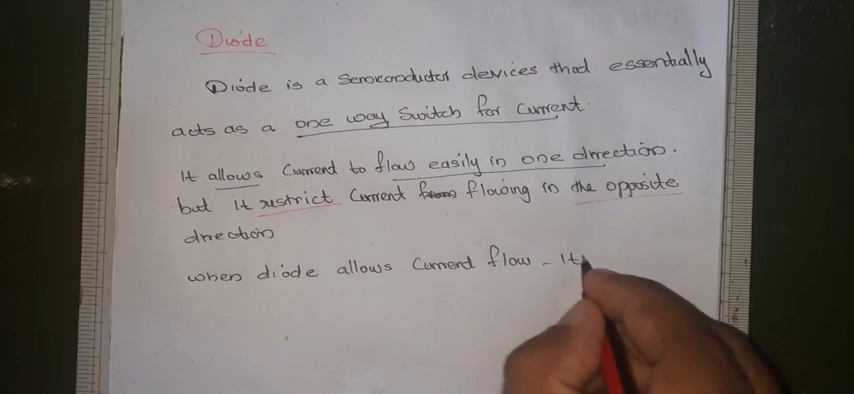 Diode
Diode is a Semiconductor devices that essentially
acts as a one way Switch for current.
It allows current to flow easily in one direction.
but it restrict current from flowing in the opposite
direction
when diode allows current flow - It